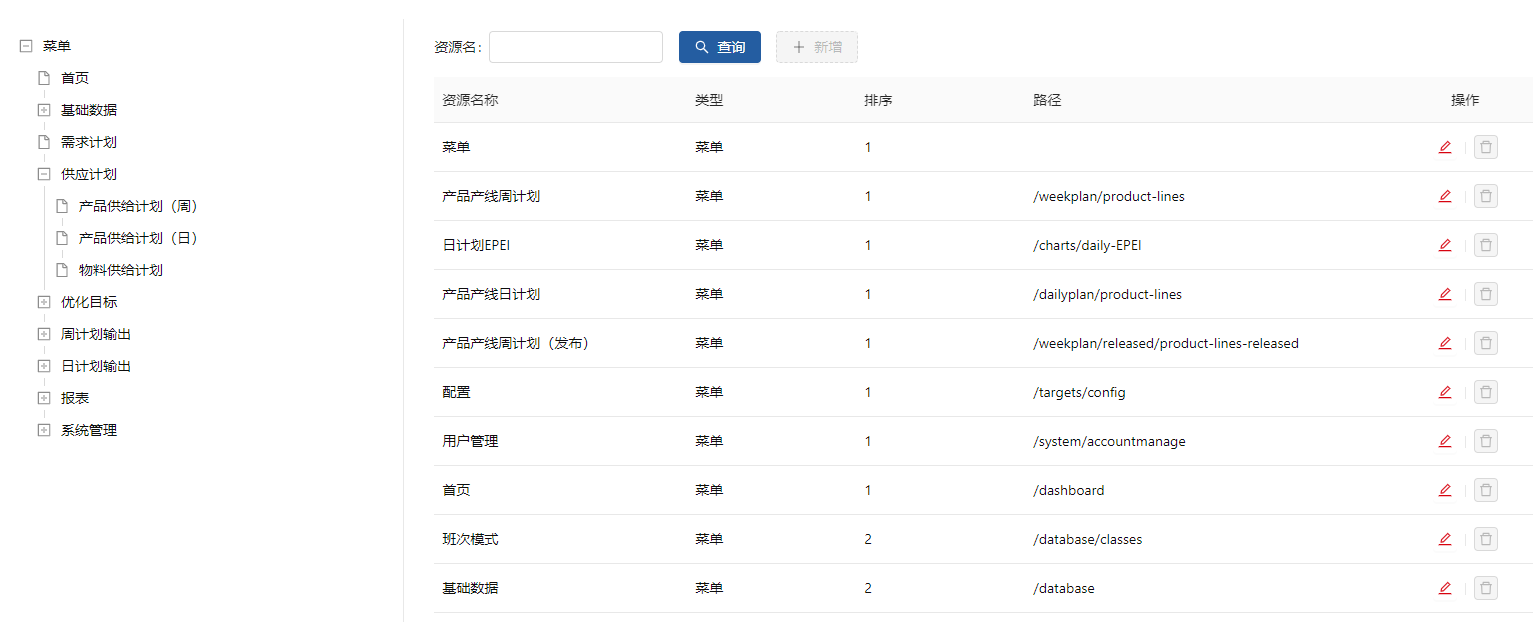 菜单
首页
基础数据
需求计划
供应计划
产品供给计划（周）
产品供给计划（日）
物料供给计划
优化目标
周计划输出
日计划输出
报表
系统管理
资源名: 查询 新增
资源名称 类型 排序 路径 操作
菜单 菜单 1
产品产线周计划 菜单 1 /weekplan/product-lines
日计划EPEI 菜单 1 /charts/daily-EPEI
产品产线日计划 菜单 1 /dailyplan/product-lines
产品产线周计划（发布） 菜单 1 /weekplan/released/product-lines-released
配置 菜单 1 /targets/config
用户管理 菜单 1 /system/accountmanage
首页 菜单 1 /dashboard
班次模式 菜单 2 /database/classes
基础数据 菜单 2 /database